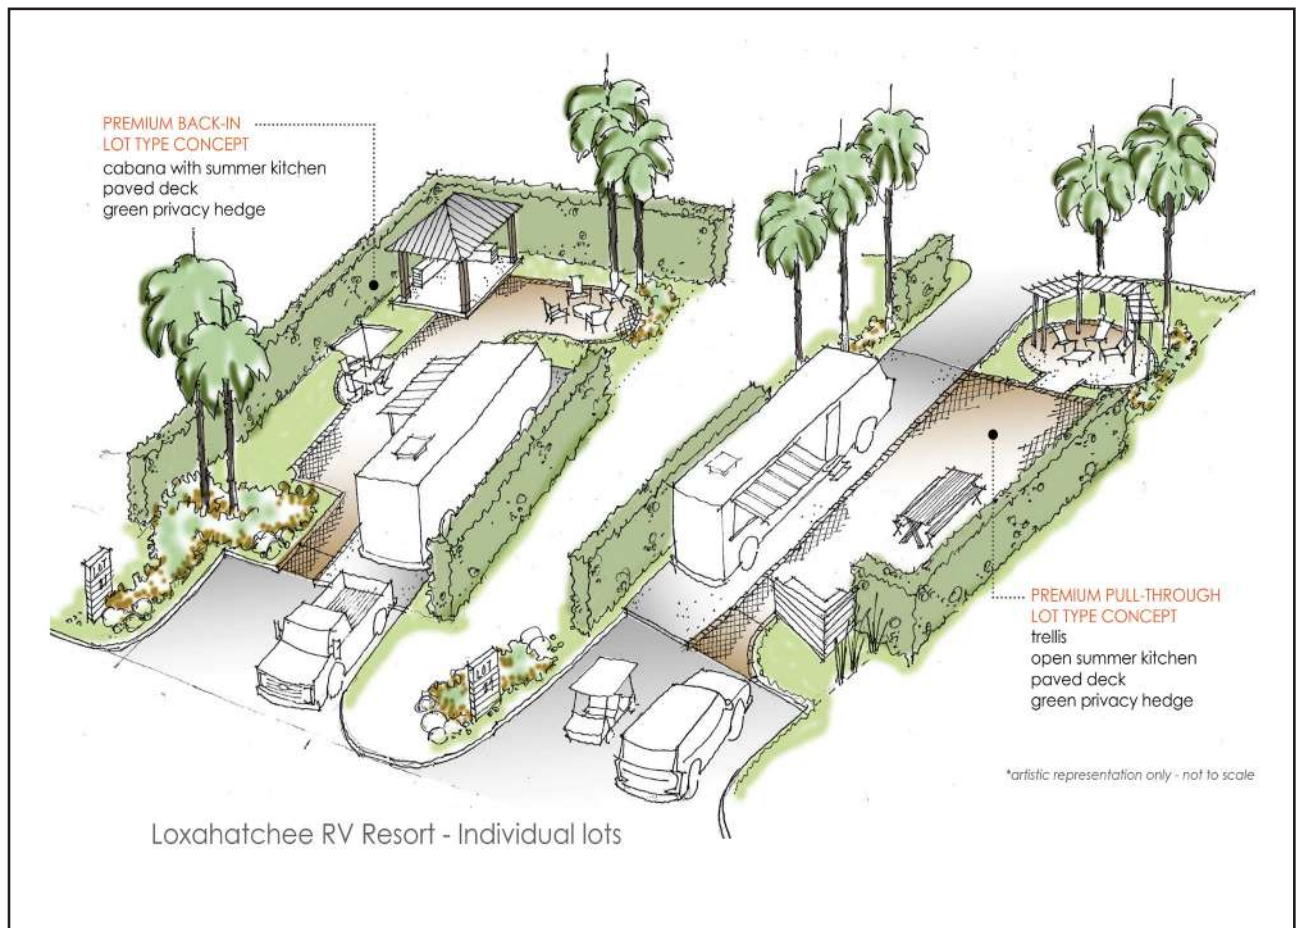 PREMIUM BACK-IN
LOT TYPE CONCEPT
cabana with summer kitchen
paved deck
green privacy hedge
LOT
LOT
PREMIUM PULL-THROUGH
LOT TYPE CONCEPT
trellis
open summer kitchen
paved deck
green privacy hedge
*artistic representation only - not to scale
Loxahatchee RV Resort - Individual lots